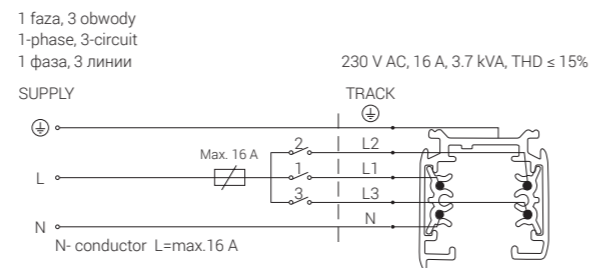 1 faza, 3 obwody
1-phase, 3-circuit
1 фаза, 3 линии
230 V AC, 16 A, 3.7 kVA, THD ≤ 15%
SUPPLY
TRACK
2
L2
Max. 16 A
L
1
L1
3
L3
N
N
N- conductor L=max.16 A